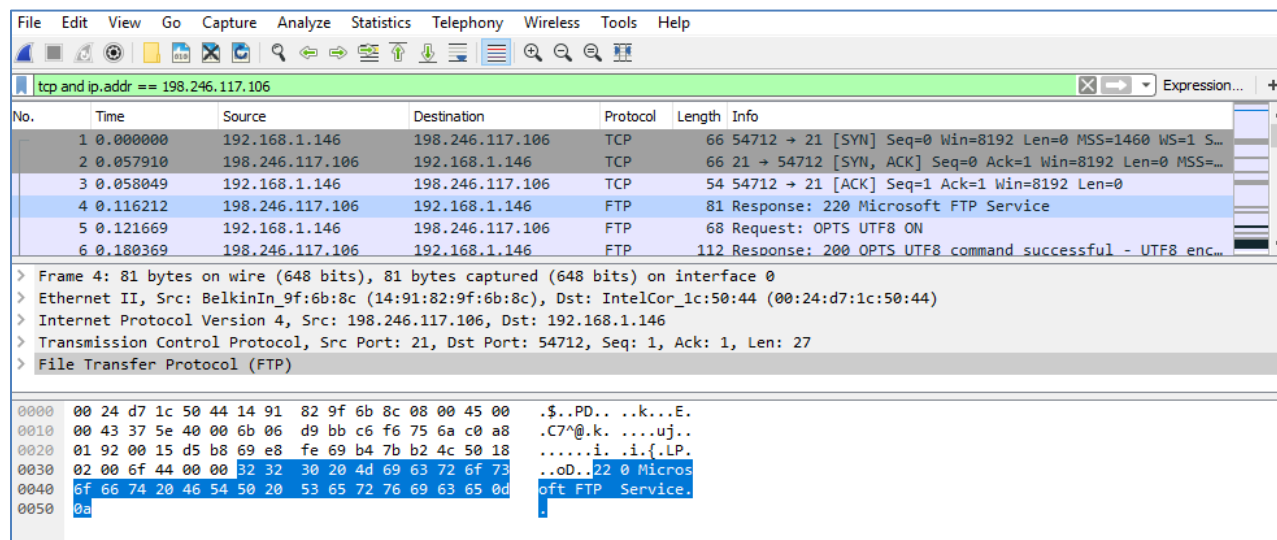 File Edit View Go Capture Analyze Statistics Telephony Wireless Tools Help
tcp and ip.addr == 198.246.117.106 Expression... +
No. Time Source Destination Protocol Length Info
1 0.000000 192.168.1.146 198.246.117.106 TCP 66 54712 → 21 [SYN] Seq=0 Win=8192 Len=0 MSS=1460 WS=1 S…
2 0.057910 198.246.117.106 192.168.1.146 TCP 66 21 → 54712 [SYN, ACK] Seq=0 Ack=1 Win=8192 Len=0 MSS=…
3 0.058049 192.168.1.146 198.246.117.106 TCP 54 54712 → 21 [ACK] Seq=1 Ack=1 Win=8192 Len=0
4 0.116212 198.246.117.106 192.168.1.146 FTP 81 Response: 220 Microsoft FTP Service
5 0.121669 192.168.1.146 198.246.117.106 FTP 68 Request: OPTS UTF8 ON
6 0.180369 198.246.117.106 192.168.1.146 FTP 112 Response: 200 OPTS UTF8 command successful - UTF8 enc…
> Frame 4: 81 bytes on wire (648 bits), 81 bytes captured (648 bits) on interface 0
> Ethernet II, Src: BelkinIn_9f:6b:8c (14:91:82:9f:6b:8c), Dst: IntelCor_1c:50:44 (00:24:d7:1c:50:44)
> Internet Protocol Version 4, Src: 198.246.117.106, Dst: 192.168.1.146
> Transmission Control Protocol, Src Port: 21, Dst Port: 54712, Seq: 1, Ack: 1, Len: 27
> File Transfer Protocol (FTP)
0000 00 24 d7 1c 50 44 14 91 82 9f 6b 8c 08 00 45 00 .$..PD.. ..k...E.
0010 00 43 37 5e 40 00 6b 06 d9 bb c6 f6 75 6a c0 a8 .C7^@.k. ....uj..
0020 01 92 00 15 d5 b8 69 e8 fe 69 b4 7b b2 4c 50 18 ......i. .i.{.LP.
0030 02 00 6f 44 00 00 32 32 30 20 4d 69 63 72 6f 73 ..oD..22 0 Micros
0040 6f 66 74 20 46 54 50 20 53 65 72 76 69 63 65 0d oft FTP Service.
0050 0a .